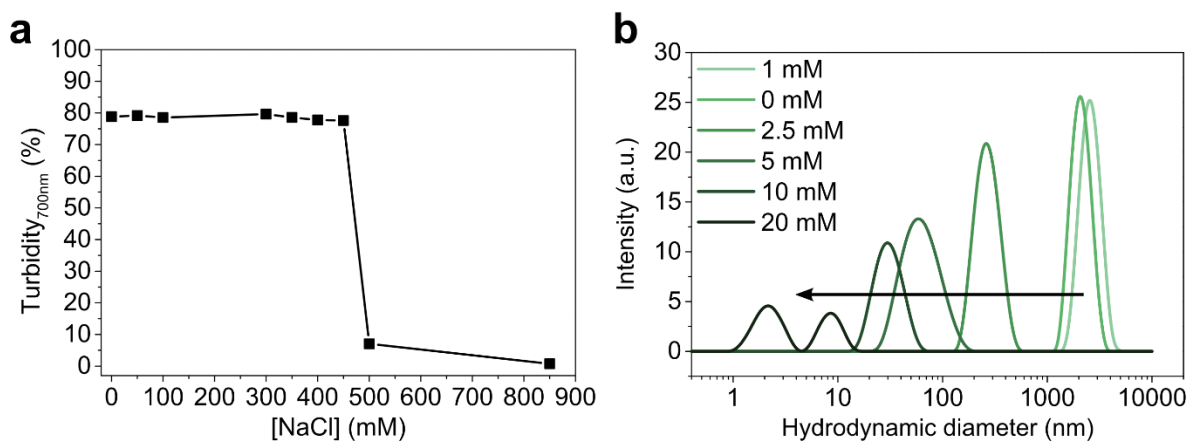 a
Turbidity700nm (%)
100
90
80
70
60
50
40
30
20
10
0
0 100 200 300 400 500 600 700 800 900
[NaCl] (mM)
b
Intensity (a.u.)
30
25
20
15
10
5
0
1 mM
0 mM
2.5 mM
5 mM
10 mM
20 mM
1 10 100 1000 10000
Hydrodynamic diameter (nm)